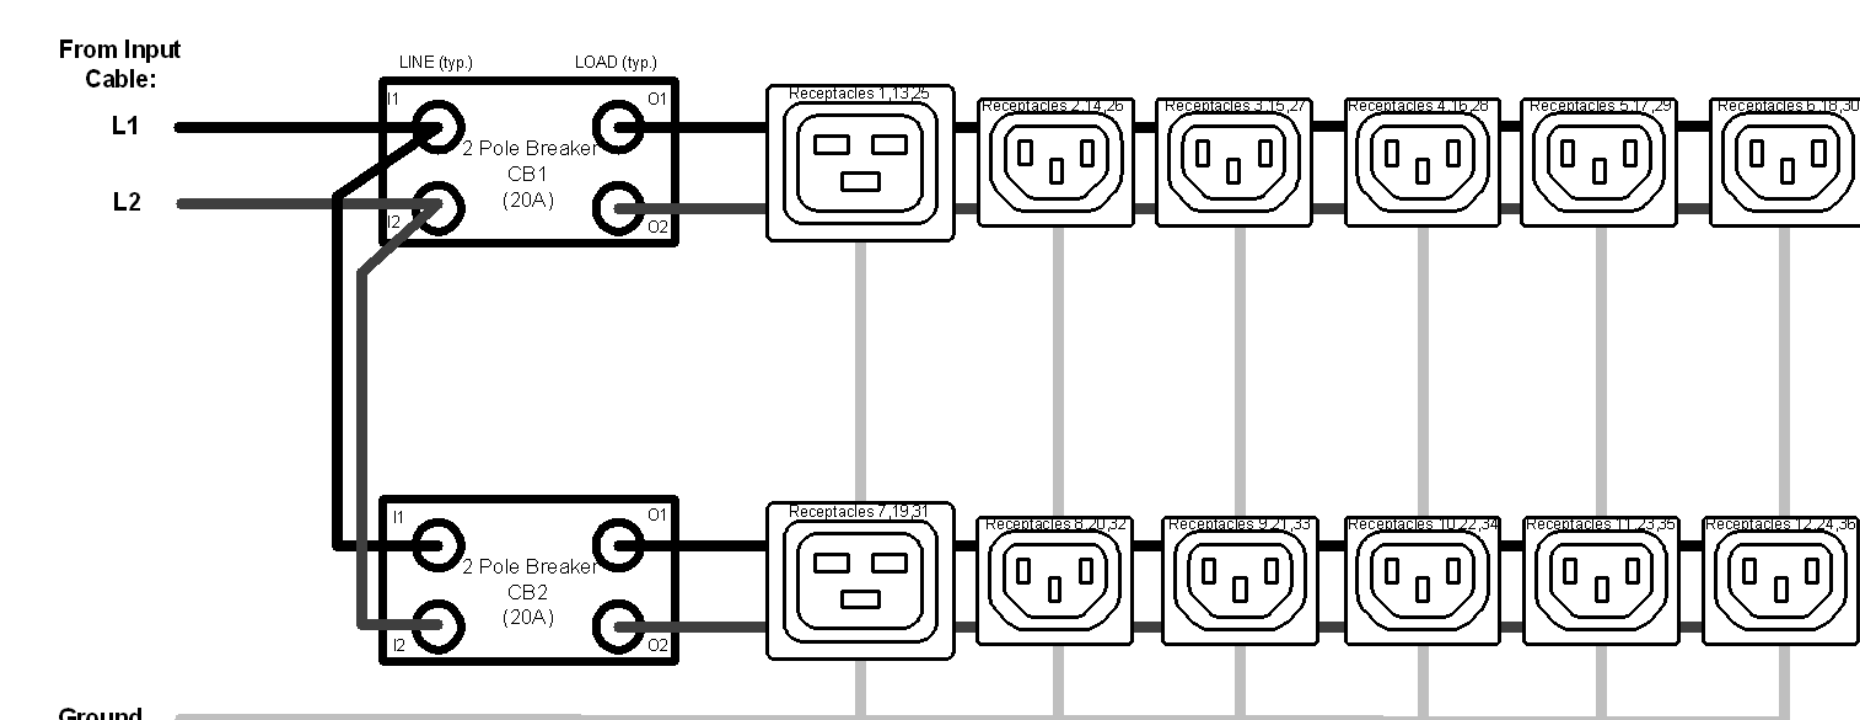 From Input
Cable:
LINE (typ.)
LOAD (typ.)
L1
L2
I1
O1
2 Pole Breaker
CB1
(20A)
I2
O2
Receptacles 1,13,25
Receptacles 2,14,26
Receptacles 3,15,27
Receptacles 4,16,28
Receptacles 5,17,29
Receptacles 6,18,30
I1
O1
2 Pole Breaker
CB2
(20A)
I2
O2
Receptacles 7,19,31
Receptacles 8,20,32
Receptacles 9,21,33
Receptacles 10,22,34
Receptacles 11,23,35
Receptacles 12,24,36
Ground